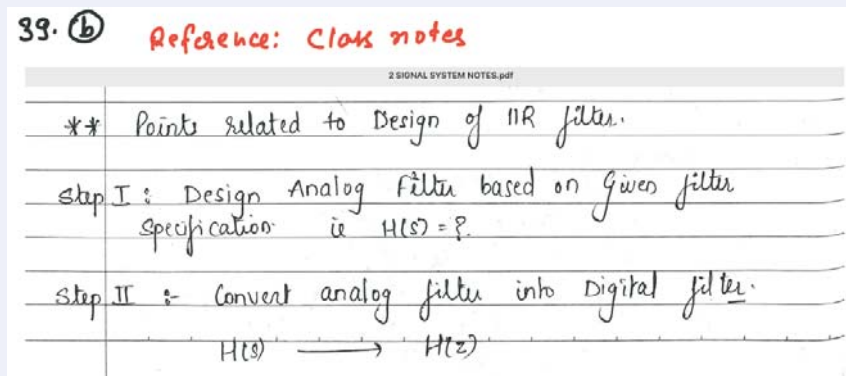 39. (b) Reference: Class notes
2 SIGNAL SYSTEM NOTES.pdf
** Points related to Design of IIR filter.
Step I : Design Analog Filter based on Given filter
Specification ie H(s) = ?.
Step II :- Convert analog filter into Digital filter.
H(s) ⟶ H(z)